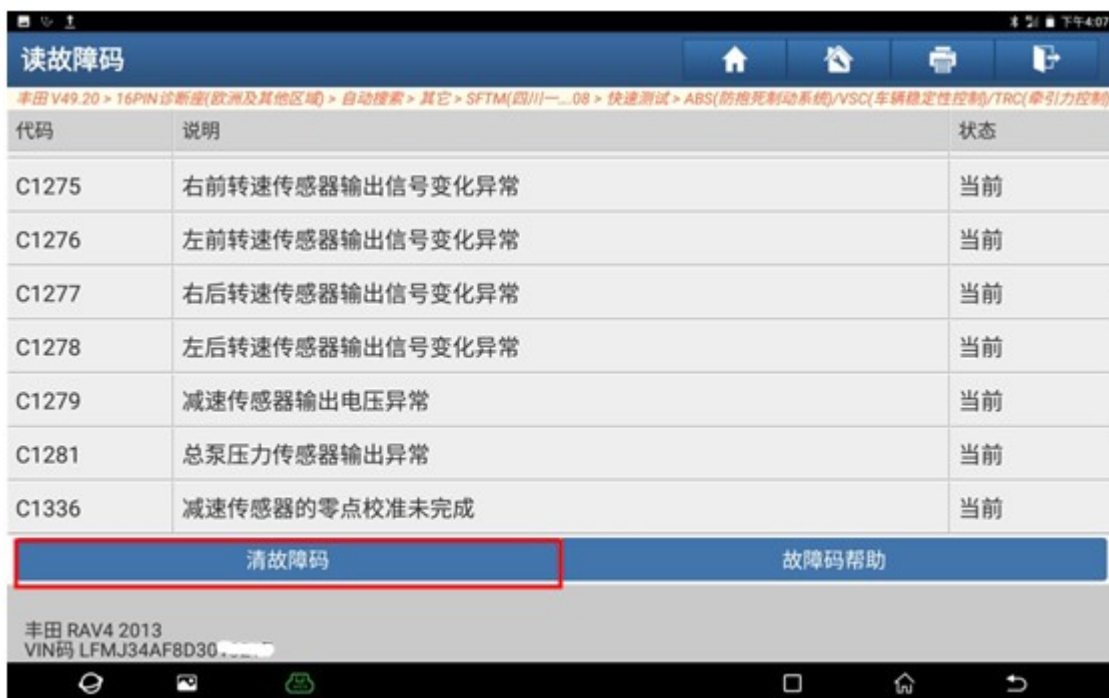 下午4:07
读故障码
丰田 V49.20 > 16PIN诊断座(欧洲及其他区域) > 自动搜索 > 其它 > SFTM(四川一....08 > 快速测试 > ABS(防抱死制动系统)/VSC(车辆稳定性控制)/TRC(牵引力控制)
代码 说明 状态
C1275 右前转速传感器输出信号变化异常 当前
C1276 左前转速传感器输出信号变化异常 当前
C1277 右后转速传感器输出信号变化异常 当前
C1278 左后转速传感器输出信号变化异常 当前
C1279 减速传感器输出电压异常 当前
C1281 总泵压力传感器输出异常 当前
C1336 减速传感器的零点校准未完成 当前
清故障码 故障码帮助
丰田 RAV4 2013
VIN码 LFMJ34AF8D30